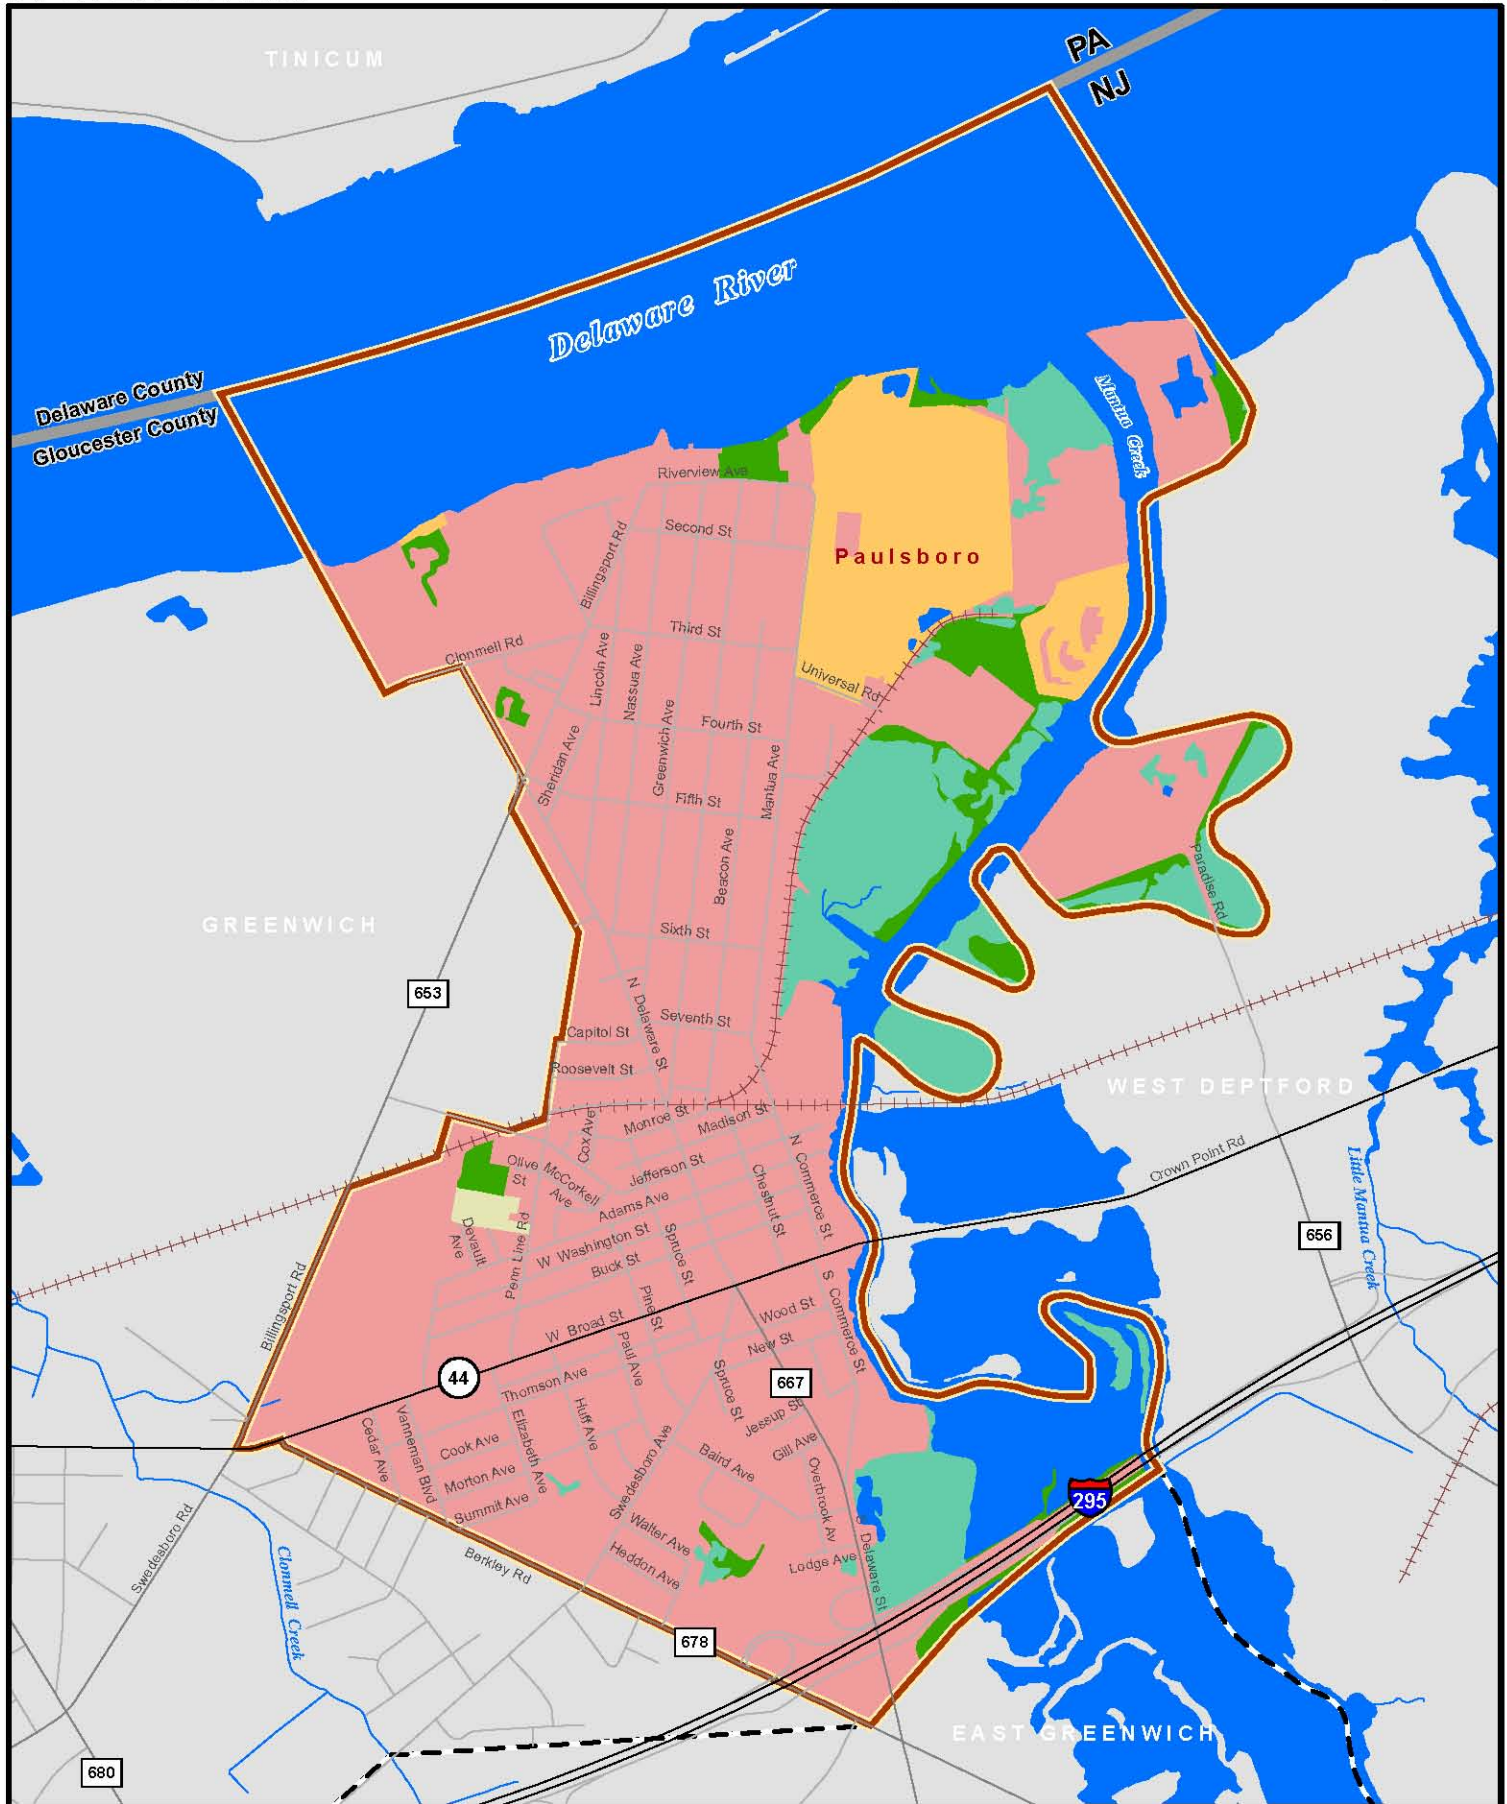 TINICUM
PA
NJ
Delaware River
Delaware County
Gloucester County
Mantua Creek
Riverview Ave
Second St
Billingsport Rd
Paulsboro
Third St
Clonmell Rd
Lincoln Ave
Nassua Ave
Universal Rd
Fourth St
Greenwich Ave
Sheridan Ave
Mantua Ave
Fifth St
Beacon Ave
Paradise Rd
GREENWICH
Sixth St
653
N Delaware St
Seventh St
Capitol St
Roosevelt St
WEST DEPTFORD
Monroe St
Madison St
Cox Ave
N Commerce St
Crown Point Rd
Olive
St
McCorkell
Ave
Jefferson St
Chestnut St
Adams Ave
Little Mantua Creek
Devault
Ave
Penn Line Rd
W Washington St
Spruce St
656
Buck St
Billingsport Rd
Pine St
S Commerce St
Wood St
W Broad St
New St
Paul Ave
44
Thomson Ave
Spruce St
667
Cedar Ave
Vanneman Blvd
Elizabeth Ave
Huff Ave
Jessup St
Cook Ave
Swedesboro Ave
Baird Ave
Gill Ave
Morton Ave
Overbrook Av
Summit Ave
295
Walter Ave
Swedesboro Rd
Heddon Ave
Lodge Ave
S Delaware St
Berkley Rd
Clonmell Creek
678
EAST GREENWICH
680